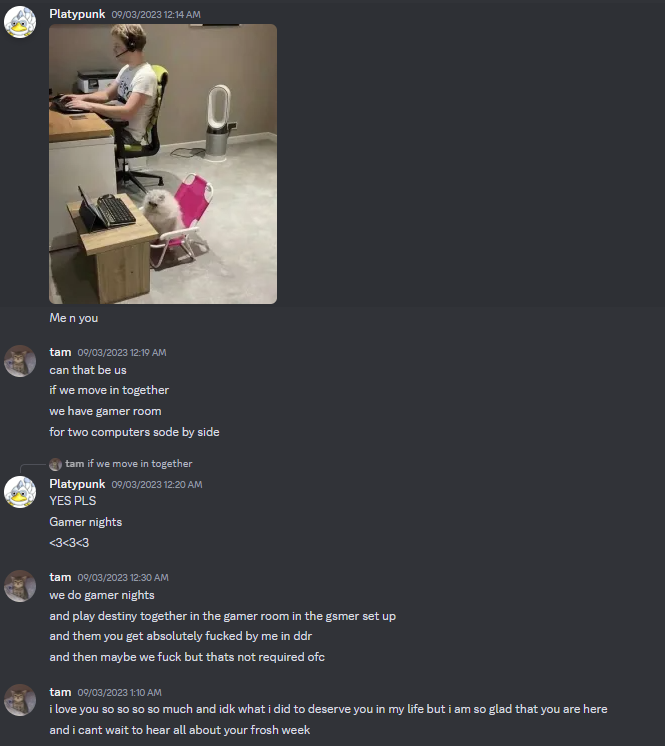 Platypunk 09/03/2023 12:14 AM
Me n you
tam 09/03/2023 12:19 AM
can that be us
if we move in together
we have gamer room
for two computers sode by side
tam if we move in together
Platypunk 09/03/2023 12:20 AM
YES PLS
Gamer nights
<3<3<3
tam 09/03/2023 12:30 AM
we do gamer nights
and play destiny together in the gamer room in the gsmer set up
and them you get absolutely fucked by me in ddr
and then maybe we fuck but thats not required ofc
tam 09/03/2023 1:10 AM
i love you so so so so much and idk what i did to deserve you in my life but i am so glad that you are here
and i cant wait to hear all about your frosh week